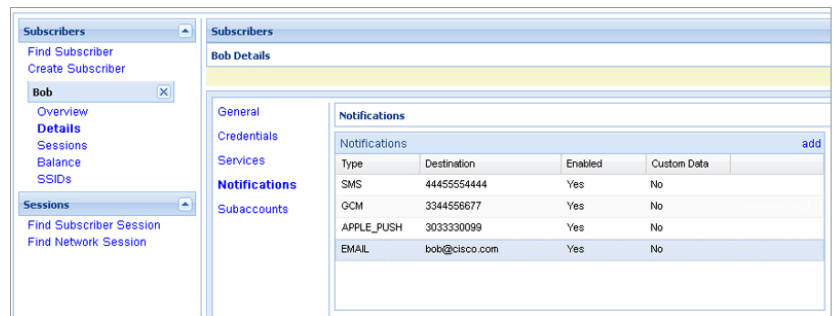 Subscribers
Find Subscriber
Create Subscriber
Bob
Overview
Details
Sessions
Balance
SSIDs
Sessions
Find Subscriber Session
Find Network Session
Subscribers
Bob Details
General
Credentials
Services
Notifications
Subaccounts
Notifications
Notifications add
Type Destination Enabled Custom Data
SMS 44455554444 Yes No
GCM 3344556677 Yes No
APPLE_PUSH 3033330099 Yes No
EMAIL bob@cisco.com Yes No